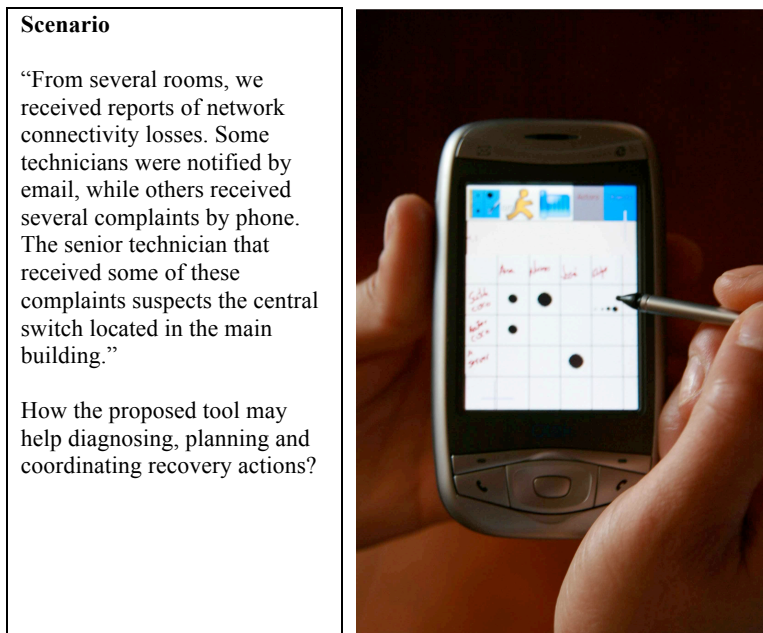 Scenario
“From several rooms, we
received reports of network
connectivity losses. Some
technicians were notified by
email, while others received
several complaints by phone.
The senior technician that
received some of these
complaints suspects the central
switch located in the main
building.”
How the proposed tool may
help diagnosing, planning and
coordinating recovery actions?
Ana
José